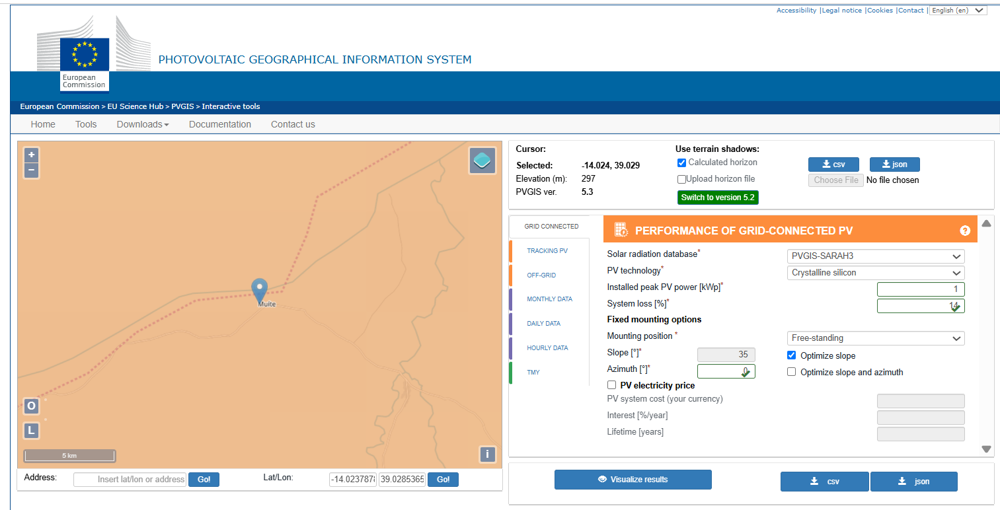 Accessibility |Legal notice |Cookies |Contact | English (en)
PHOTOVOLTAIC GEOGRAPHICAL INFORMATION SYSTEM
European
Commission
European Commission > EU Science Hub > PVGIS > Interactive tools
Home Tools Downloads Documentation Contact us
+
−
Muite
O
L
5 km
i
Address: Insert lat/lon or address Go! Lat/Lon: -14.0237878 39.0285365 Go!
Cursor: Use terrain shadows:
Selected: -14.024, 39.029 Calculated horizon csv json
Elevation (m): 297 Upload horizon file Choose File No file chosen
PVGIS ver. 5.3 Switch to version 5.2
GRID CONNECTED
TRACKING PV
OFF-GRID
MONTHLY DATA
DAILY DATA
HOURLY DATA
TMY
PERFORMANCE OF GRID-CONNECTED PV ?
Solar radiation database* PVGIS-SARAH3
PV technology* Crystalline silicon
Installed peak PV power [kWp]* 1
System loss [%]* 14
Fixed mounting options
Mounting position * Free-standing
Slope [°]* 35 Optimize slope
Azimuth [°]* 0 Optimize slope and azimuth
PV electricity price
PV system cost (your currency)
Interest [%/year]
Lifetime [years]
Visualize results csv json